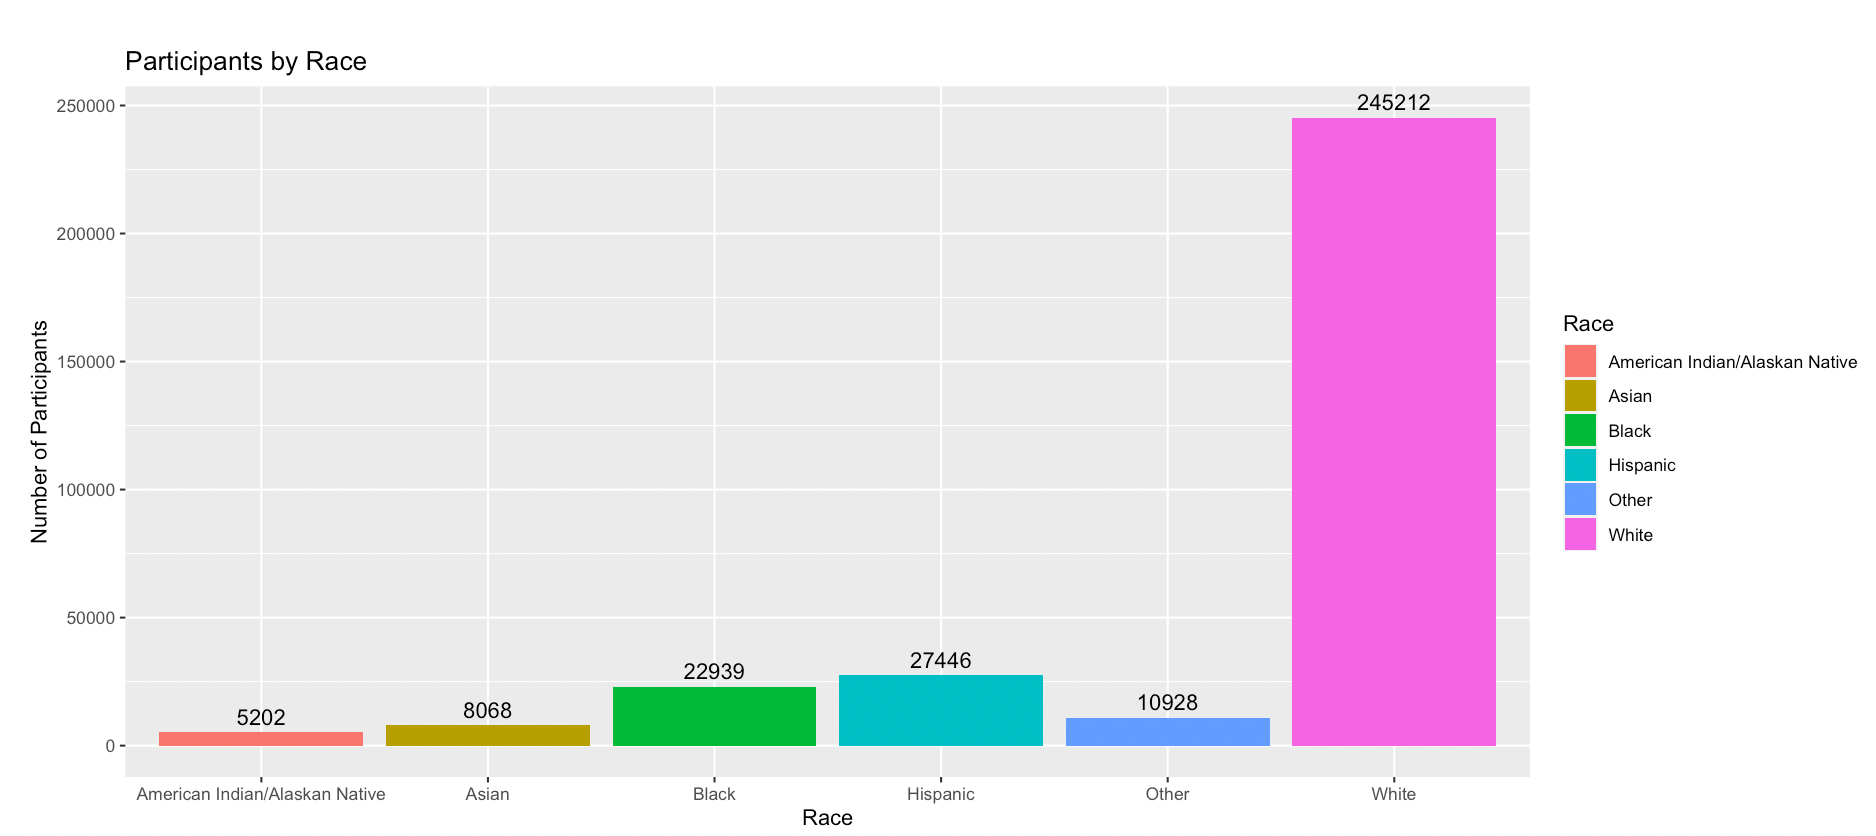 Participants by Race
Number of Participants
250000
200000
150000
100000
50000
0
5202
8068
22939
27446
10928
245212
American Indian/Alaskan Native
Asian
Black
Hispanic
Other
White
Race
Race
American Indian/Alaskan Native
Asian
Black
Hispanic
Other
White